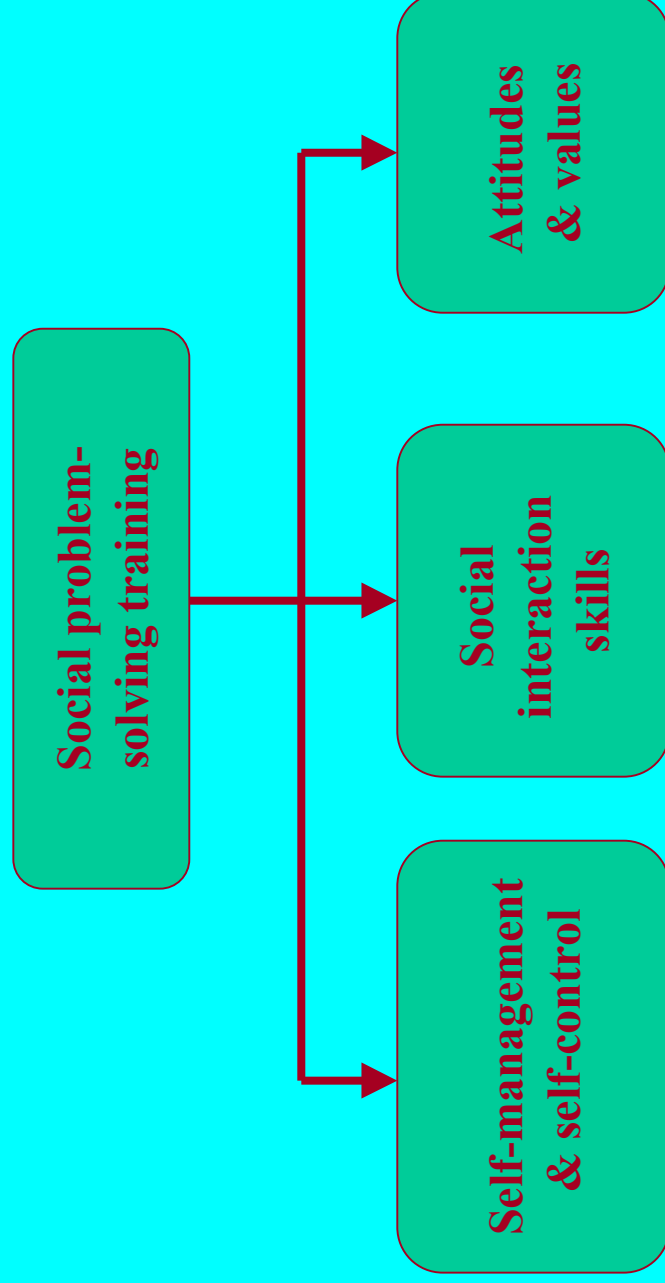 Social problem-
solving training
Self-management
& self-control
Social
interaction
skills
Attitudes
& values